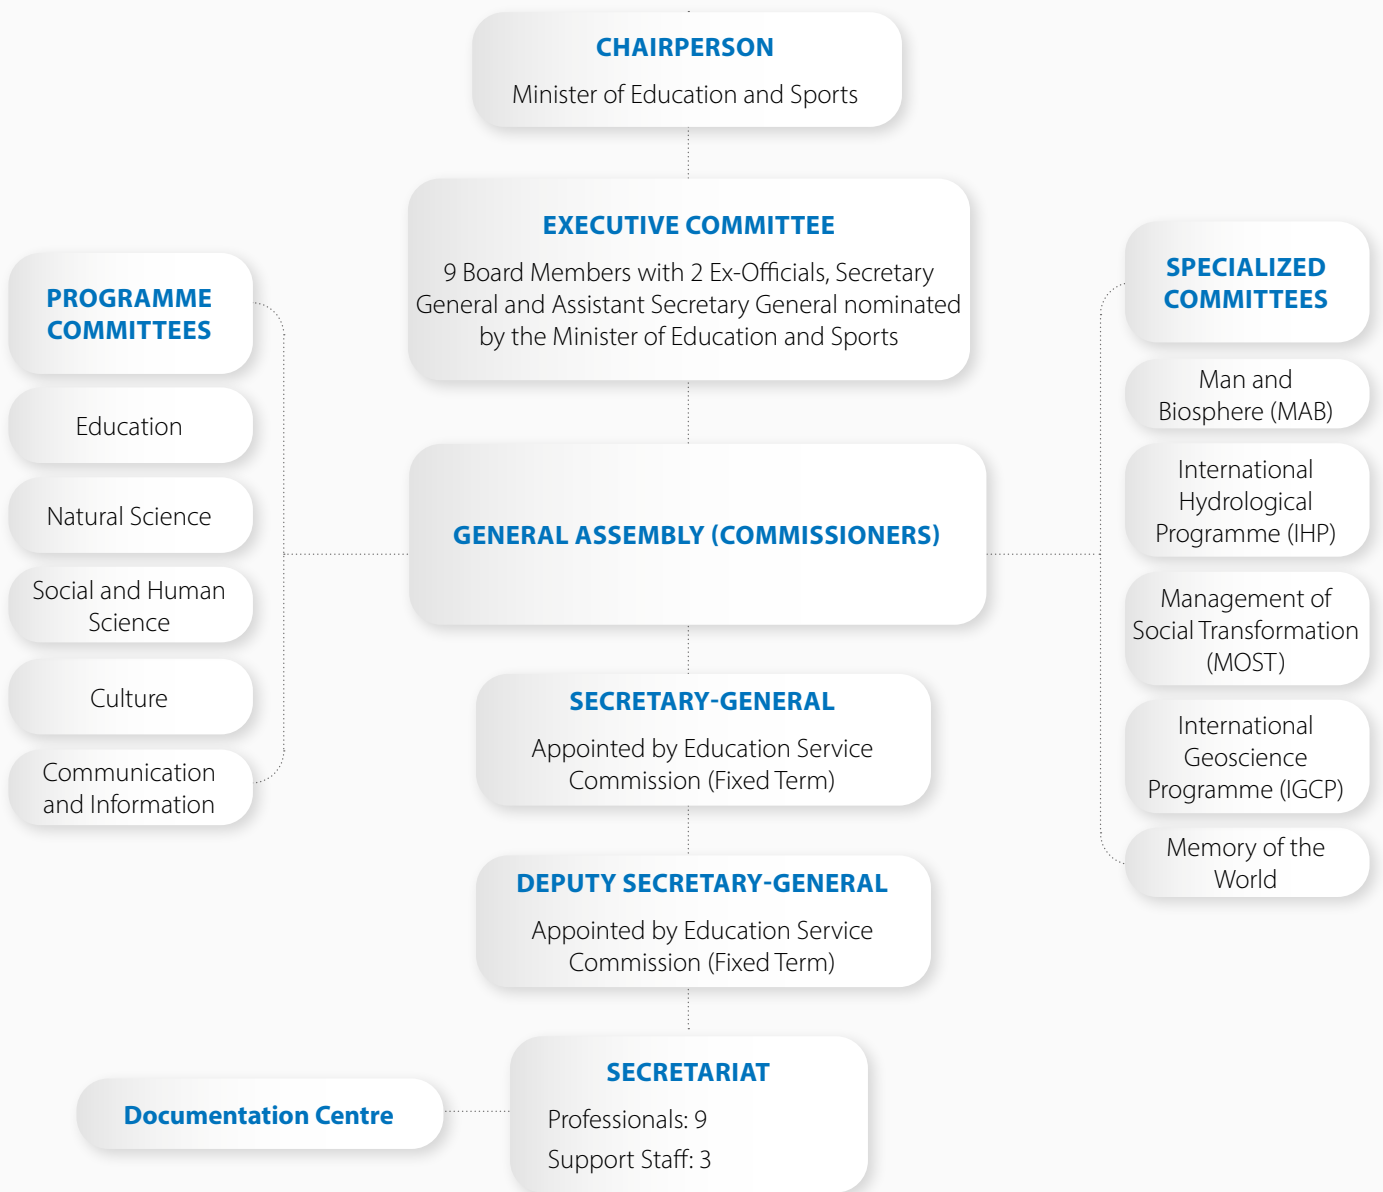 CHAIRPERSON
Minister of Education and Sports
EXECUTIVE COMMITTEE
9 Board Members with 2 Ex-Officials, Secretary
General and Assistant Secretary General nominated
by the Minister of Education and Sports
PROGRAMME
COMMITTEES
Education
Natural Science
Social and Human
Science
Culture
Communication
and Information
GENERAL ASSEMBLY (COMMISSIONERS)
SPECIALIZED
COMMITTEES
Man and
Biosphere (MAB)
International
Hydrological
Programme (IHP)
Management of
Social Transformation
(MOST)
International
Geoscience
Programme (IGCP)
Memory of the
World
SECRETARY-GENERAL
Appointed by Education Service
Commission (Fixed Term)
DEPUTY SECRETARY-GENERAL
Appointed by Education Service
Commission (Fixed Term)
SECRETARIAT
Professionals: 9
Support Staff: 3
Documentation Centre